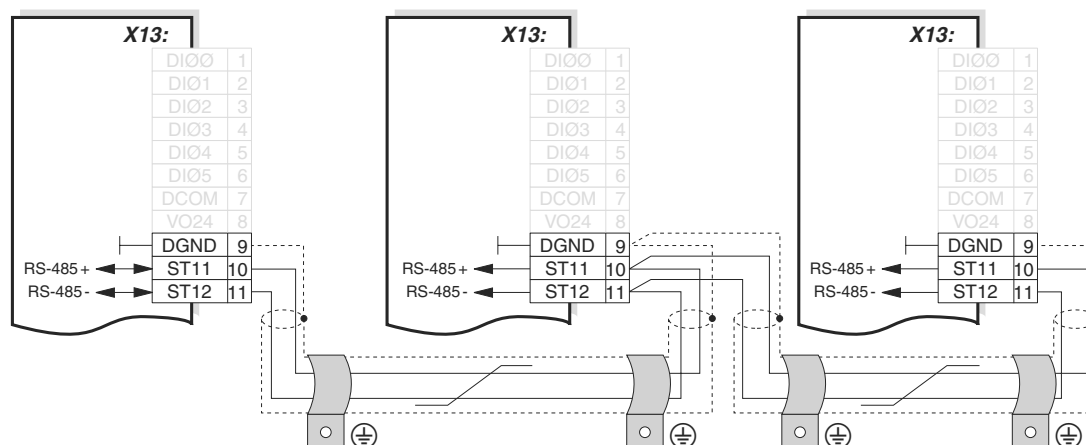 X13:
DIØØ 1
DIØ1 2
DIØ2 3
DIØ3 4
DIØ4 5
DIØ5 6
DCOM 7
VO24 8
DGND 9
RS-485+ ST11 10
RS-485- ST12 11
X13:
DIØØ 1
DIØ1 2
DIØ2 3
DIØ3 4
DIØ4 5
DIØ5 6
DCOM 7
VO24 8
DGND 9
RS-485+ ST11 10
RS-485- ST12 11
X13:
DIØØ 1
DIØ1 2
DIØ2 3
DIØ3 4
DIØ4 5
DIØ5 6
DCOM 7
VO24 8
DGND 9
RS-485+ ST11 10
RS-485- ST12 11